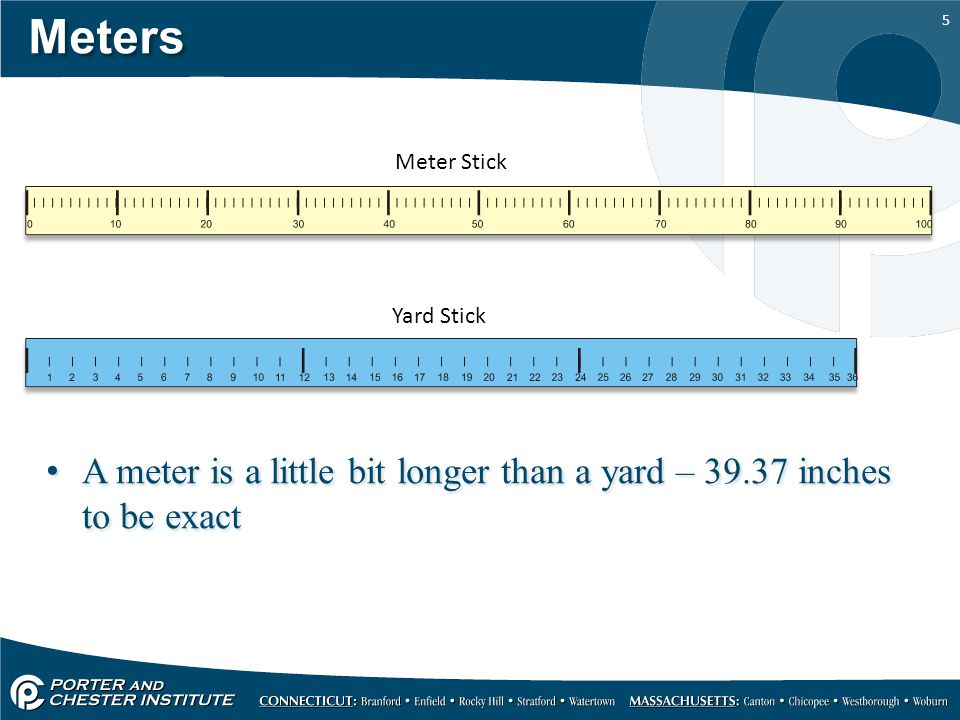 Meters
5
Meter Stick
0 10 20 30 40 50 60 70 80 90 100
Yard Stick
1 2 3 4 5 6 7 8 9 10 11 12 13 14 15 16 17 18 19 20 21 22 23 24 25 26 27 28 29 30 31 32 33 34 35 36
• A meter is a little bit longer than a yard – 39.37 inches
to be exact
PORTER AND
CHESTER INSTITUTE
CONNECTICUT: Branford • Enfield • Rocky Hill • Stratford • Watertown MASSACHUSETTS: Canton • Chicopee • Westborough • Woburn